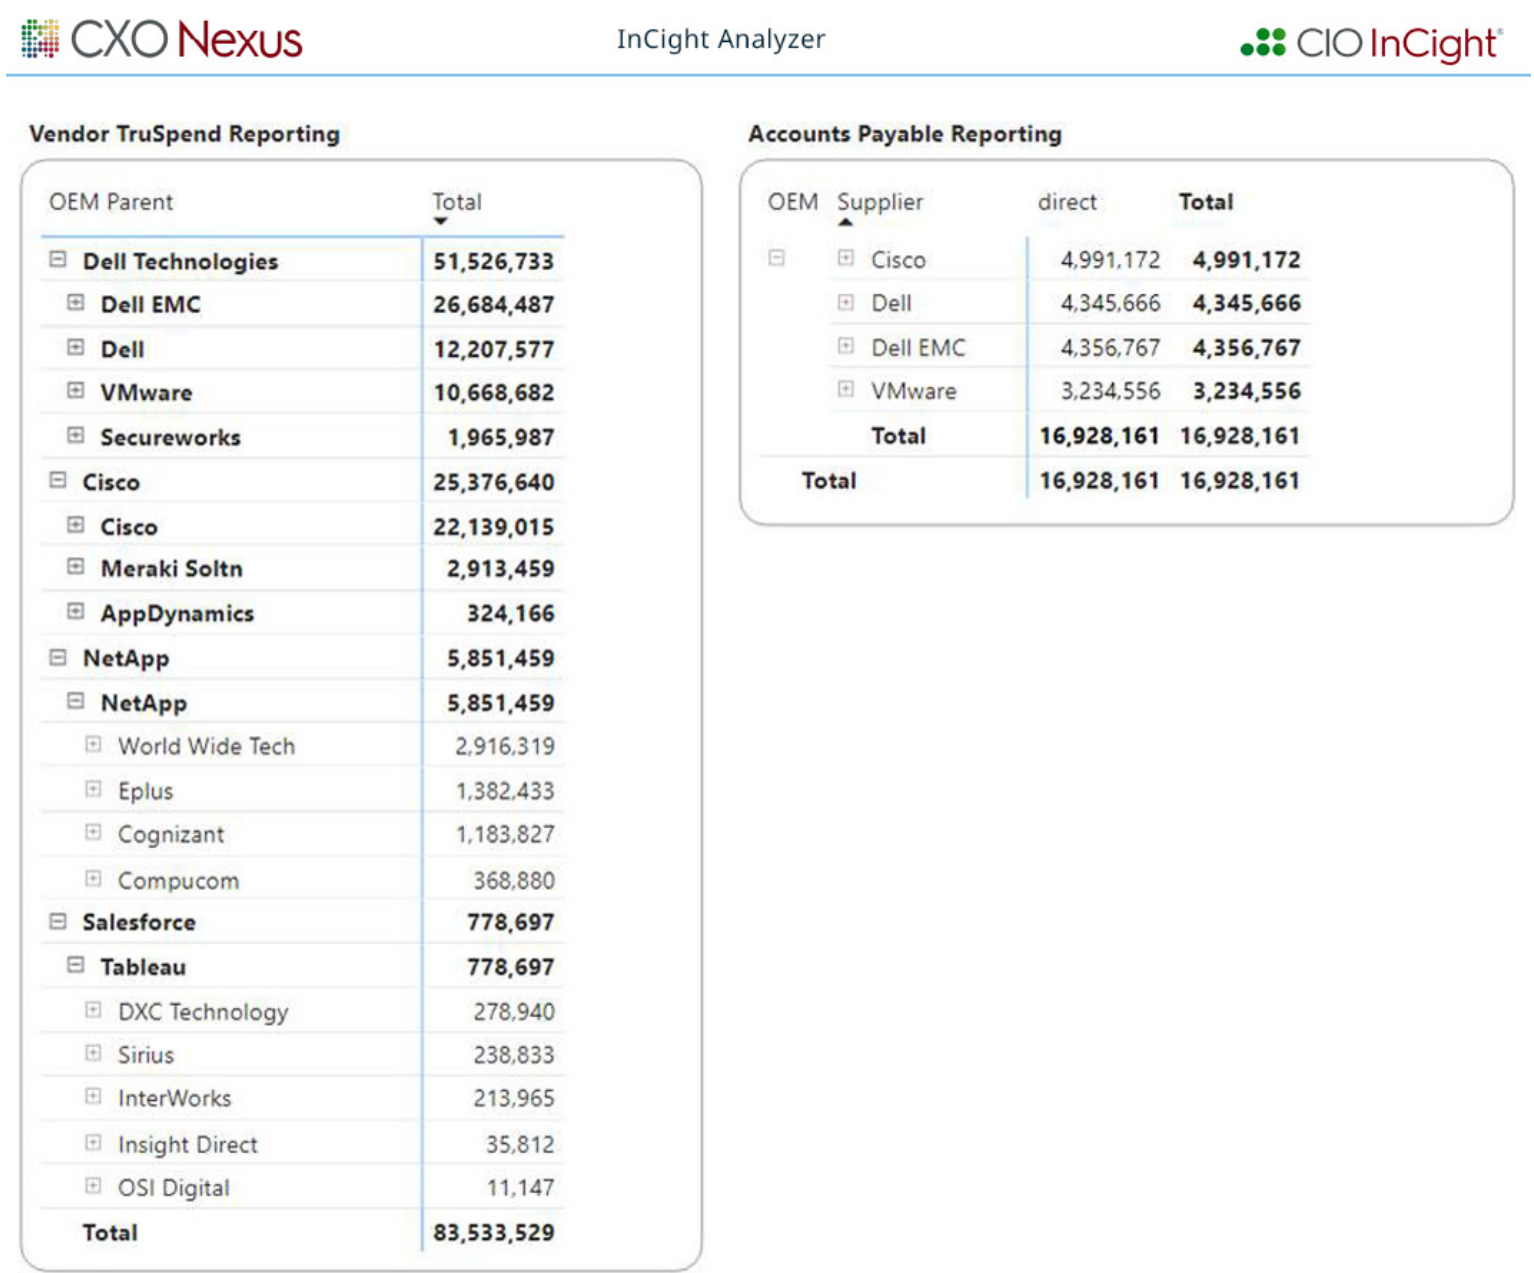 CXO Nexus
InCight Analyzer
CIO InCight®
Vendor TruSpend Reporting
OEM Parent Total
Dell Technologies 51,526,733
Dell EMC 26,684,487
Dell 12,207,577
VMware 10,668,682
Secureworks 1,965,987
Cisco 25,376,640
Cisco 22,139,015
Meraki Soltn 2,913,459
AppDynamics 324,166
NetApp 5,851,459
NetApp 5,851,459
World Wide Tech 2,916,319
Eplus 1,382,433
Cognizant 1,183,827
Compucom 368,880
Salesforce 778,697
Tableau 778,697
DXC Technology 278,940
Sirius 238,833
InterWorks 213,965
Insight Direct 35,812
OSI Digital 11,147
Total 83,533,529
Accounts Payable Reporting
OEM Supplier direct Total
Cisco 4,991,172 4,991,172
Dell 4,345,666 4,345,666
Dell EMC 4,356,767 4,356,767
VMware 3,234,556 3,234,556
Total 16,928,161 16,928,161
Total 16,928,161 16,928,161